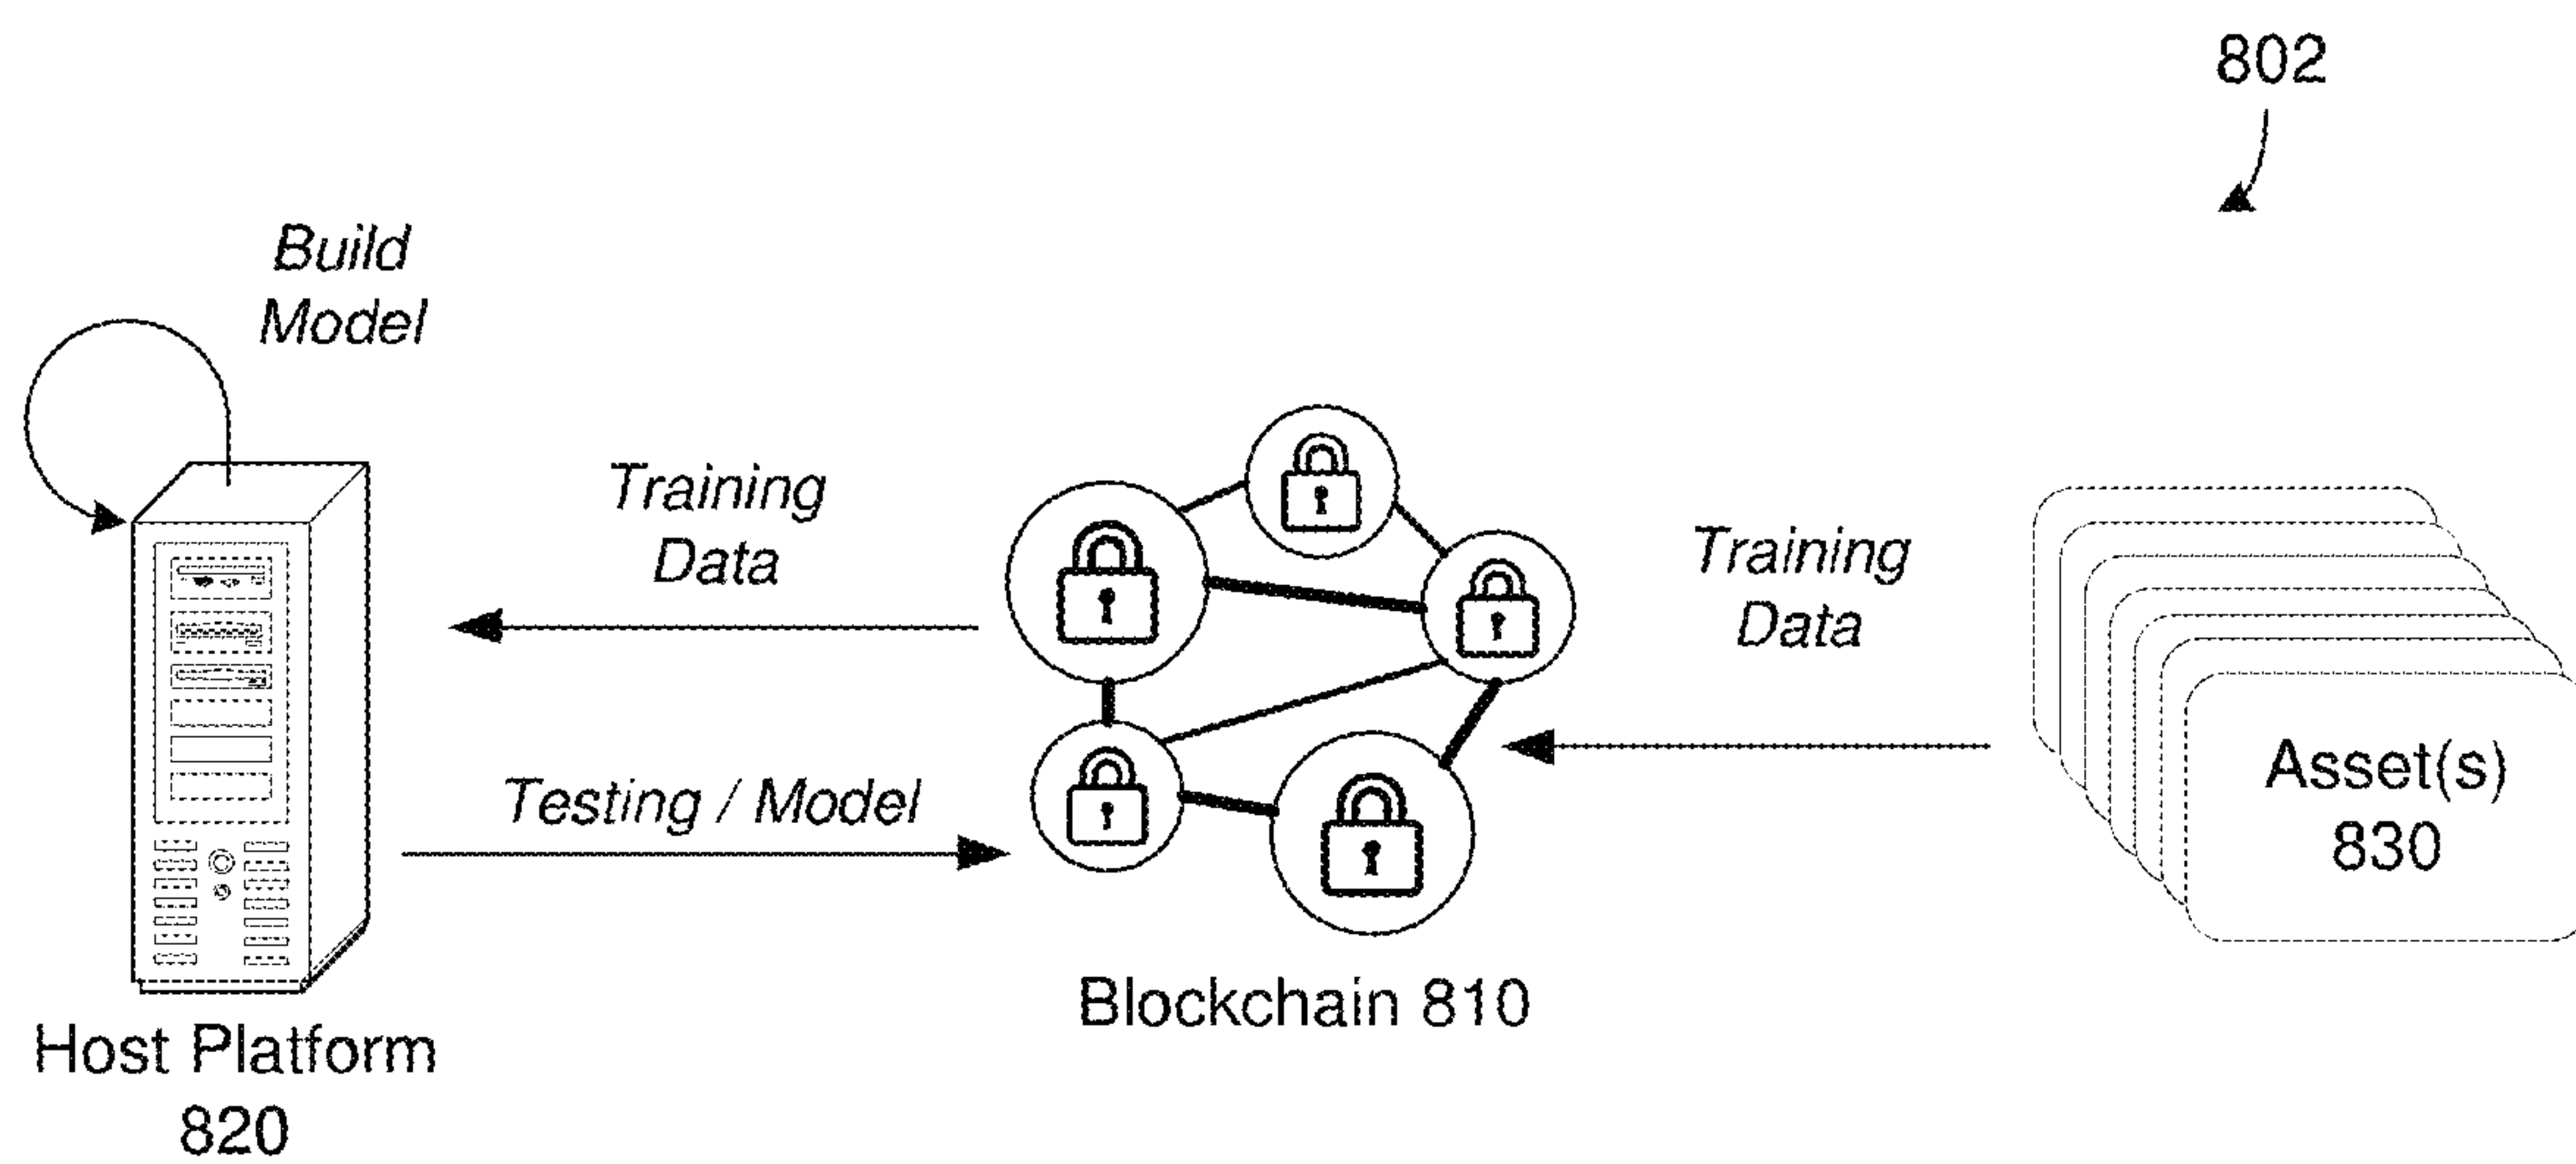 802
Build
Model
Training
Data
Training
Data
Testing / Model
Asset(s)
830
Blockchain 810
Host Platform
820